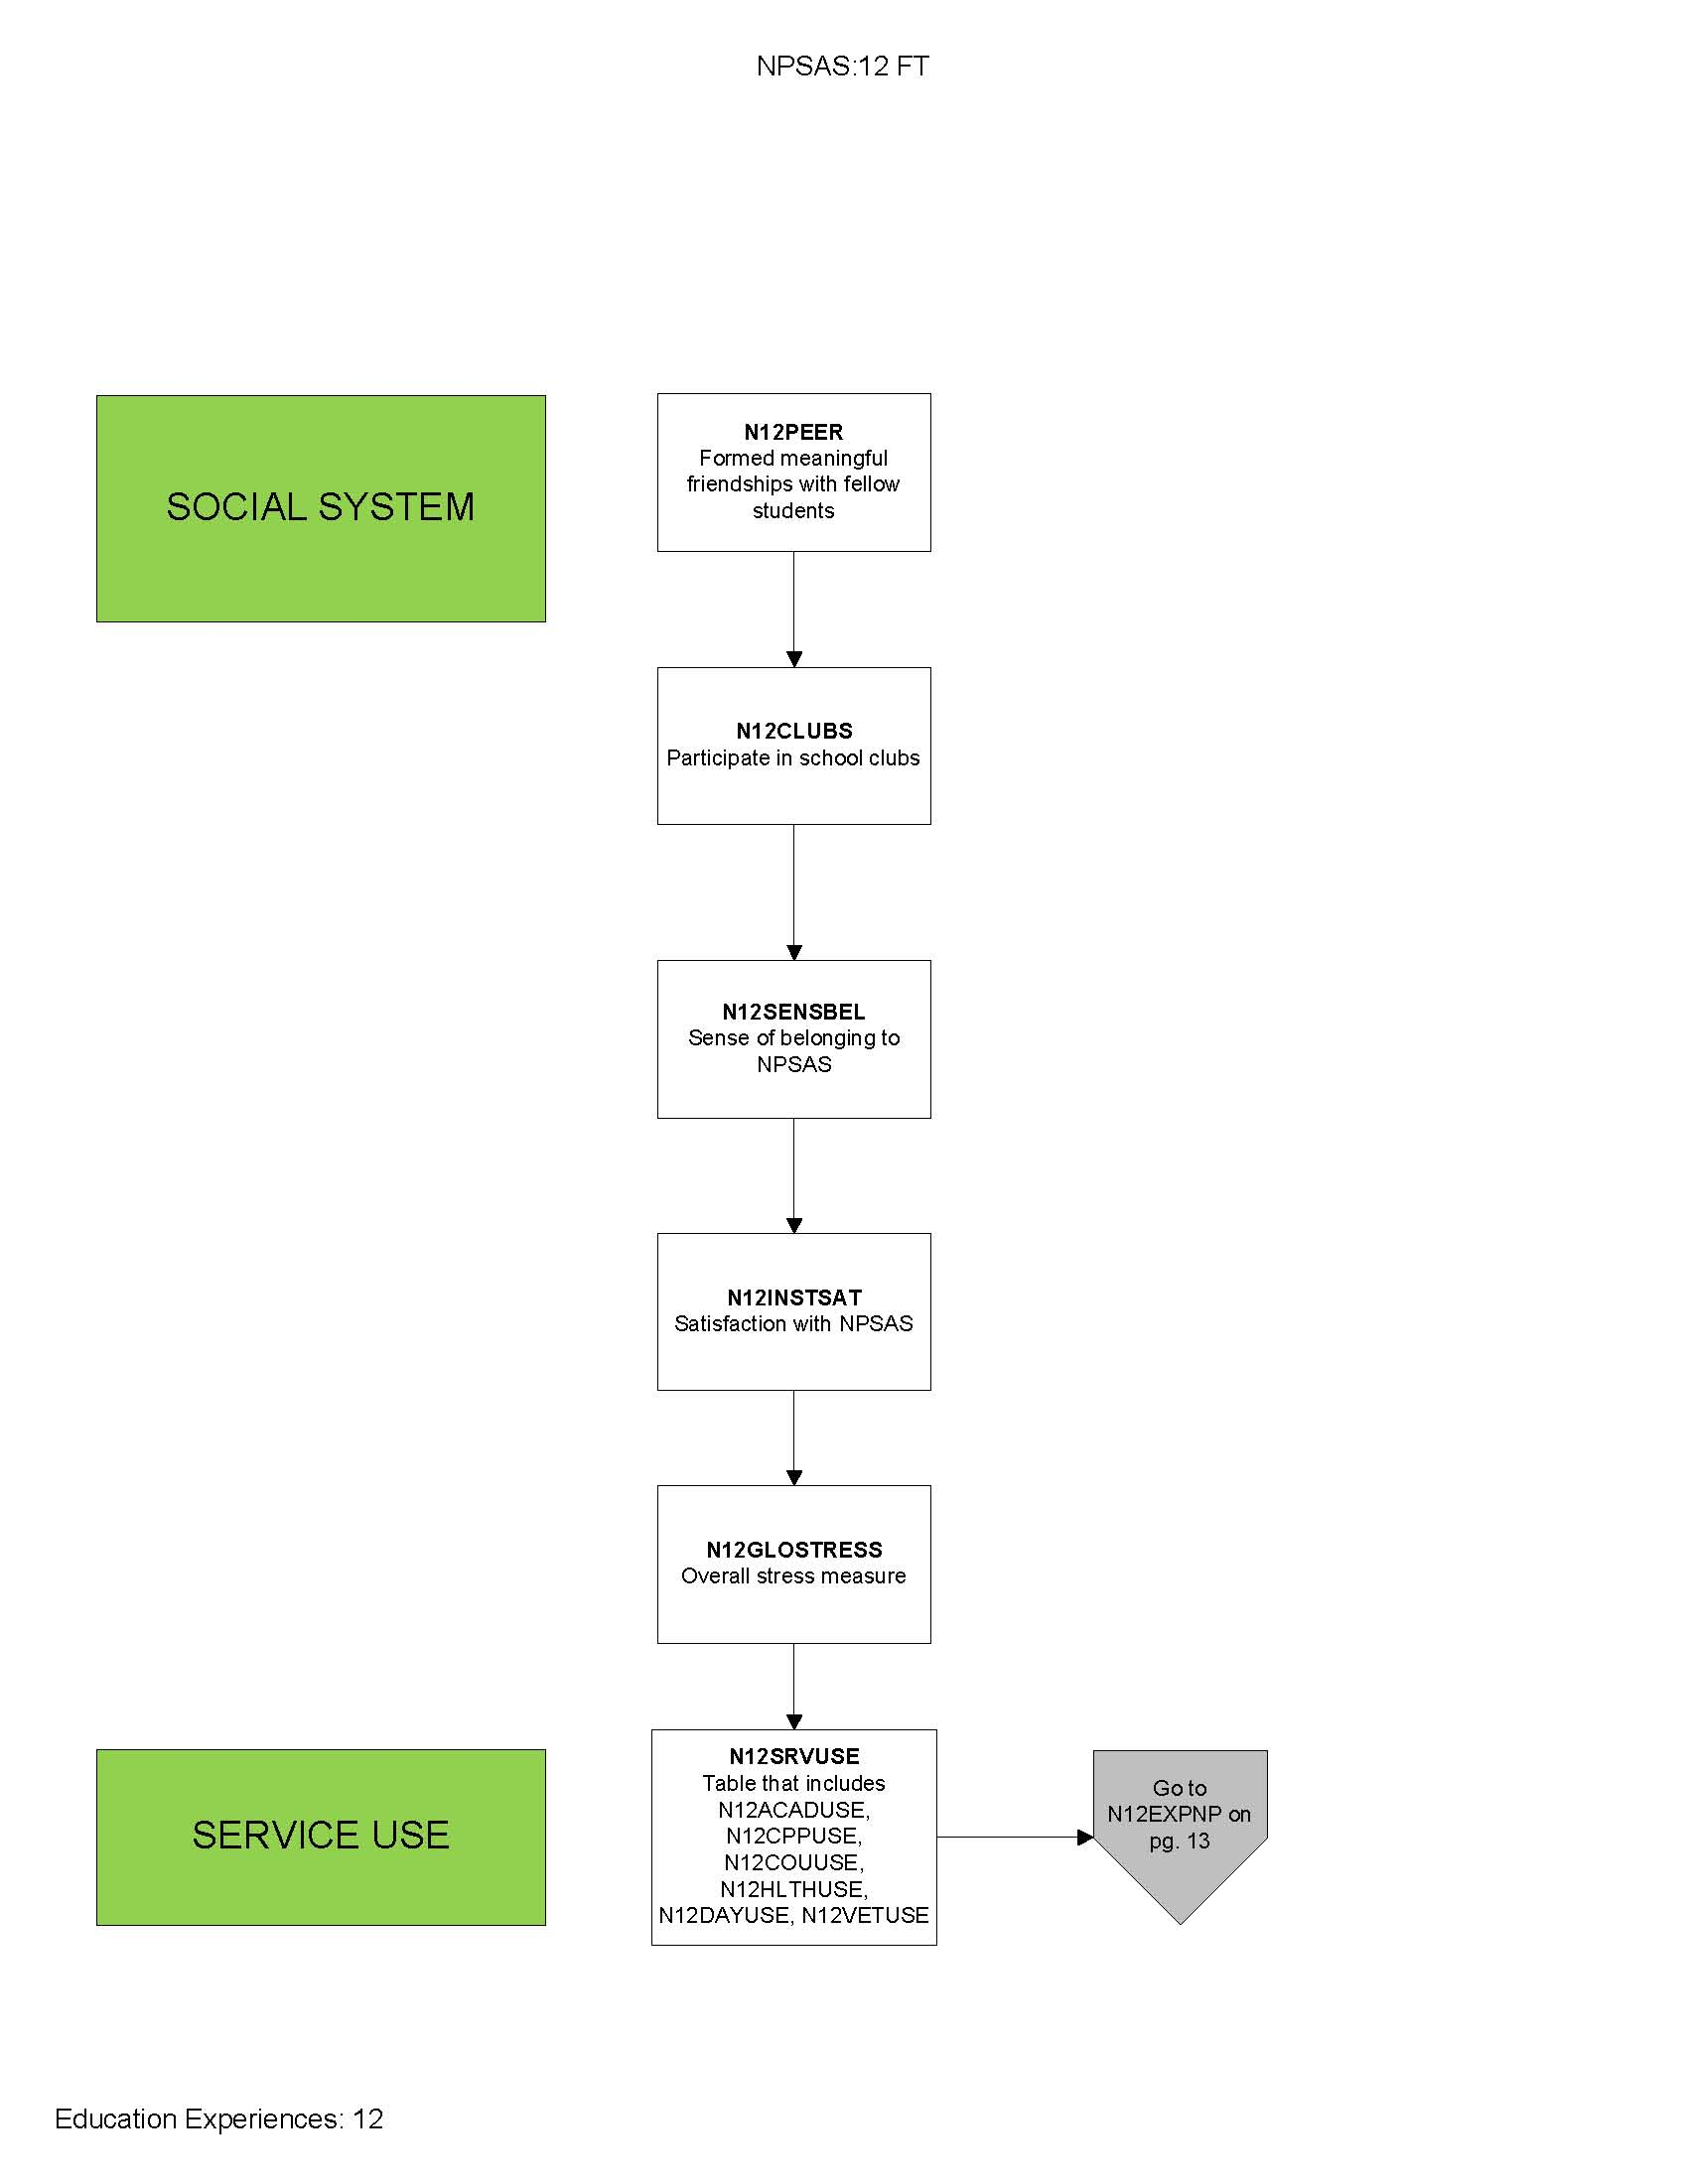 NPSAS:12 FT
SOCIAL SYSTEM
N12PEER
Formed meaningful
friendships with fellow
students
N12CLUBS
Participate in school clubs
N12SENSBEL
Sense of belonging to
NPSAS
N12INSTSAT
Satisfaction with NPSAS
N12GLOSTRESS
Overall stress measure
SERVICE USE
N12SRVUSE
Table that includes
N12ACADUSE,
N12CPPUSE,
N12COUUSE,
N12HLTHUSE,
N12DAYUSE, N12VETUSE
Go to
N12EXPNP on
pg. 13
Education Experiences: 12